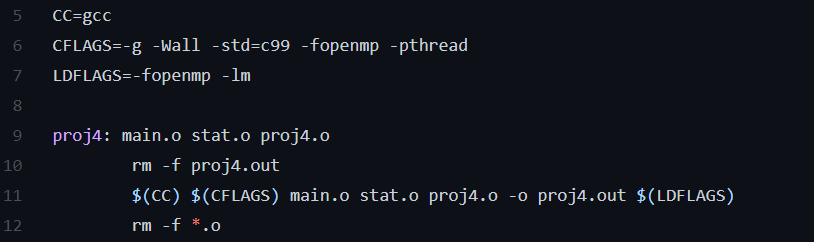 5 CC=gcc
6 CFLAGS=-g -Wall -std=c99 -fopenmp -pthread
7 LDFLAGS=-fopenmp -lm
8
9 proj4: main.o stat.o proj4.o
10 rm -f proj4.out
11 $(CC) $(CFLAGS) main.o stat.o proj4.o -o proj4.out $(LDFLAGS)
12 rm -f *.o